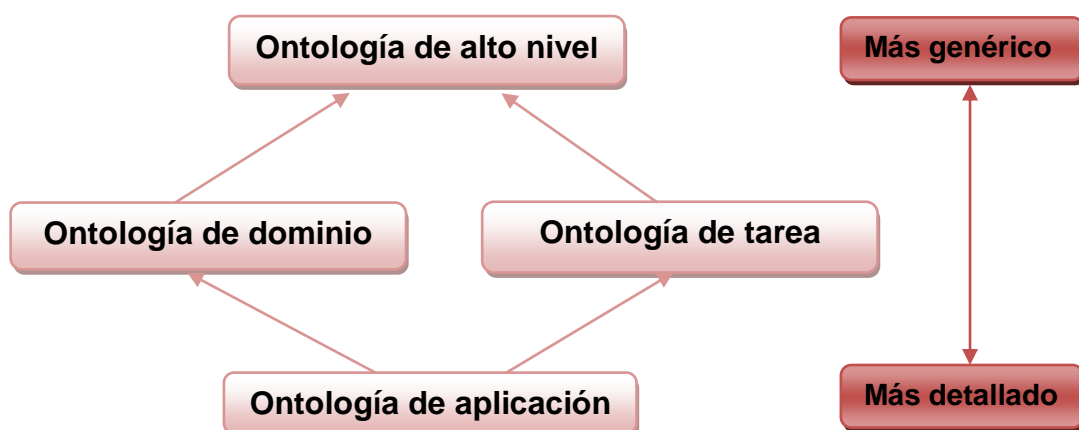 Ontología de alto nivel
Más genérico
Ontología de dominio
Ontología de tarea
Ontología de aplicación
Más detallado